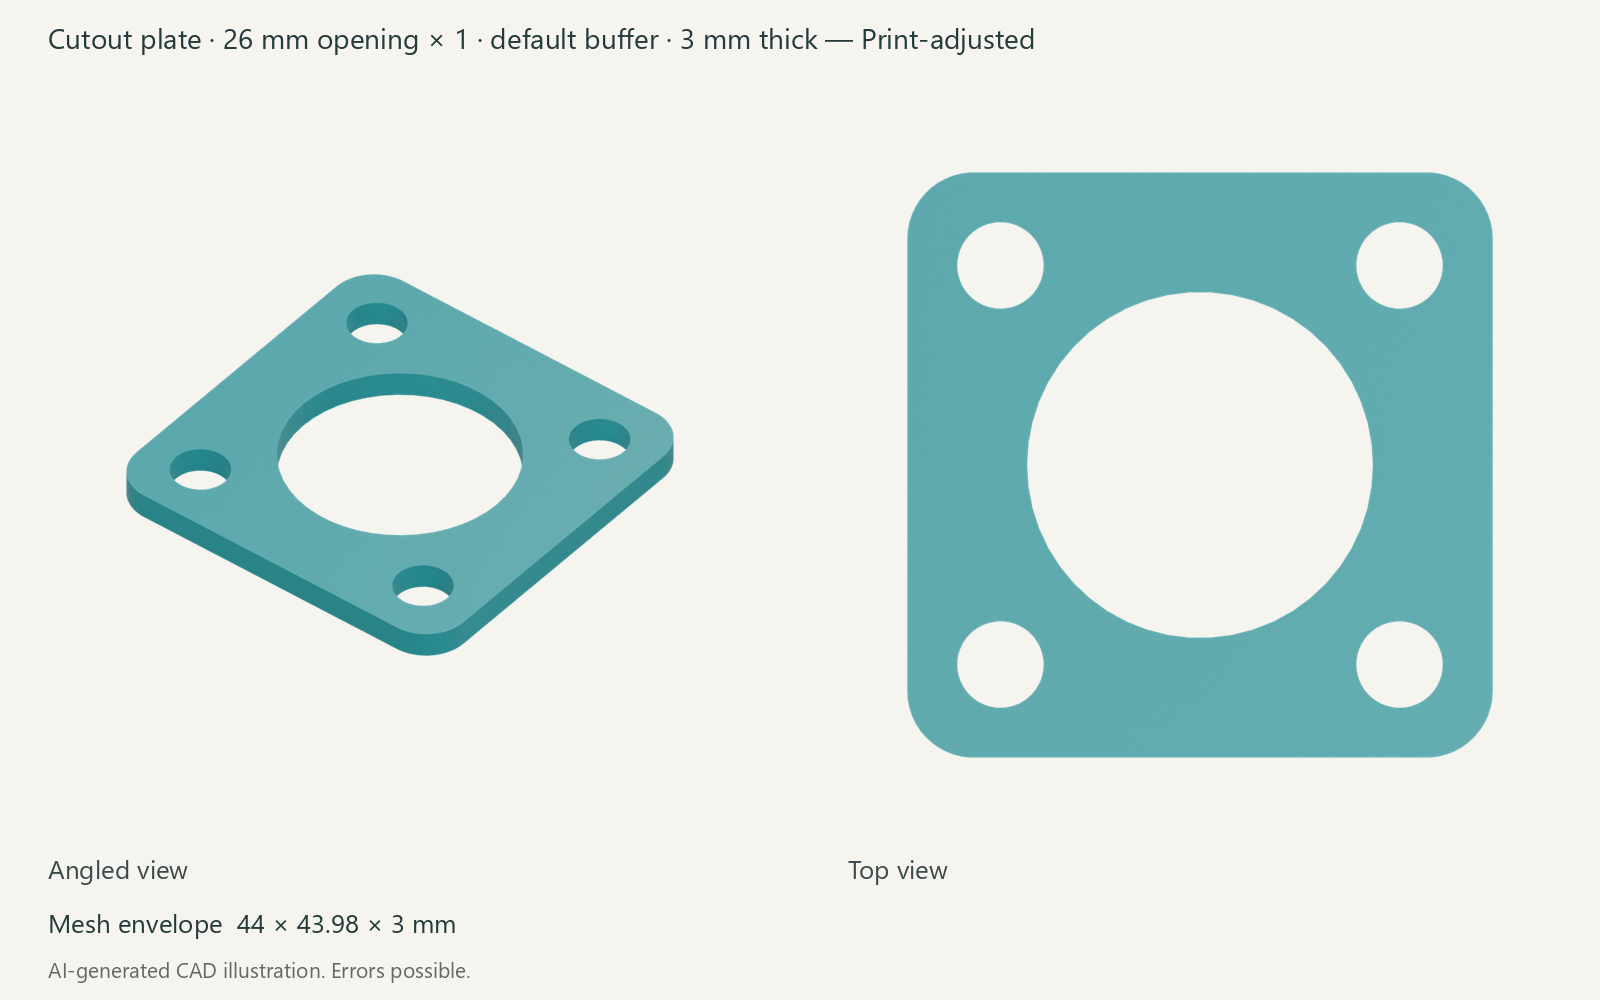 Cutout plate · 26 mm opening × 1 · default buffer · 3 mm thick — Print-adjusted
Angled view
Top view
Mesh envelope 44 × 43.98 × 3 mm
AI-generated CAD illustration. Errors possible.